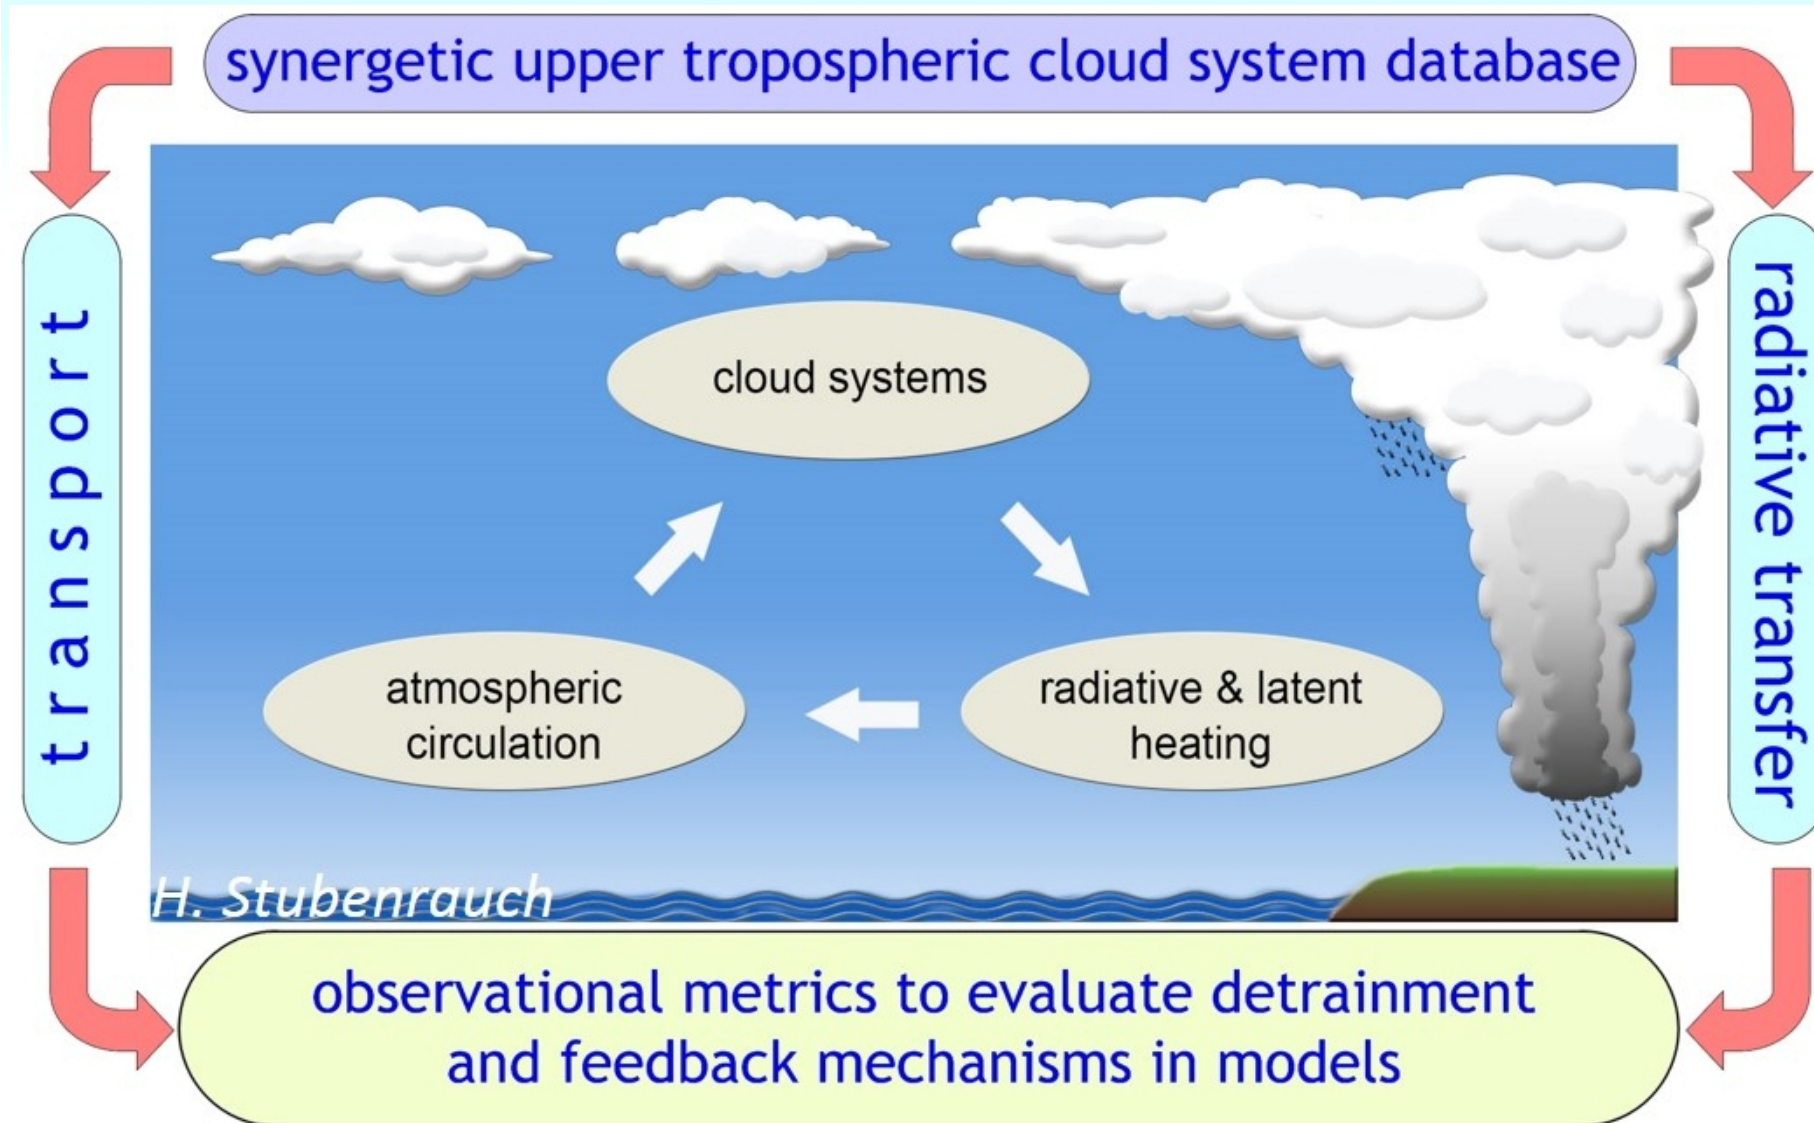 synergetic upper tropospheric cloud system database
transport
radiative transfer
cloud systems
atmospheric
circulation
radiative & latent
heating
H. Stubenrauch
observational metrics to evaluate detrainment
and feedback mechanisms in models